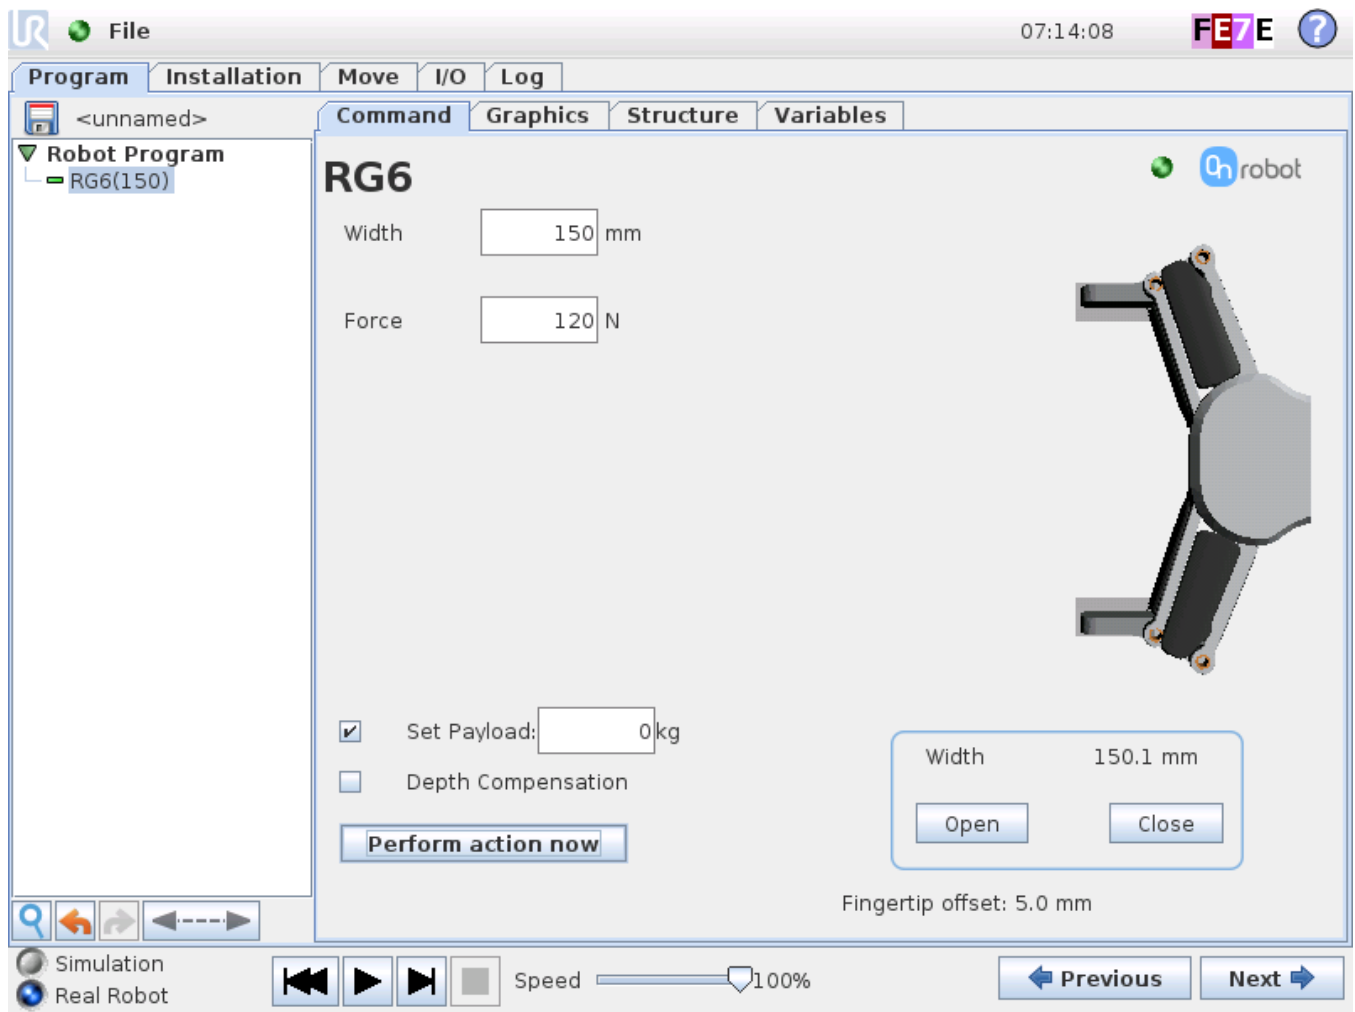 UR File 07:14:08 FE7E ?
Program Installation Move I/O Log
<unnamed> Command Graphics Structure Variables
Robot Program
RG6(150)
RG6 On robot
Width 150 mm
Force 120 N
Set Payload: 0 kg
Depth Compensation
Perform action now
Width 150.1 mm
Open Close
Fingertip offset: 5.0 mm
Simulation
Real Robot
Speed 100%
Previous Next